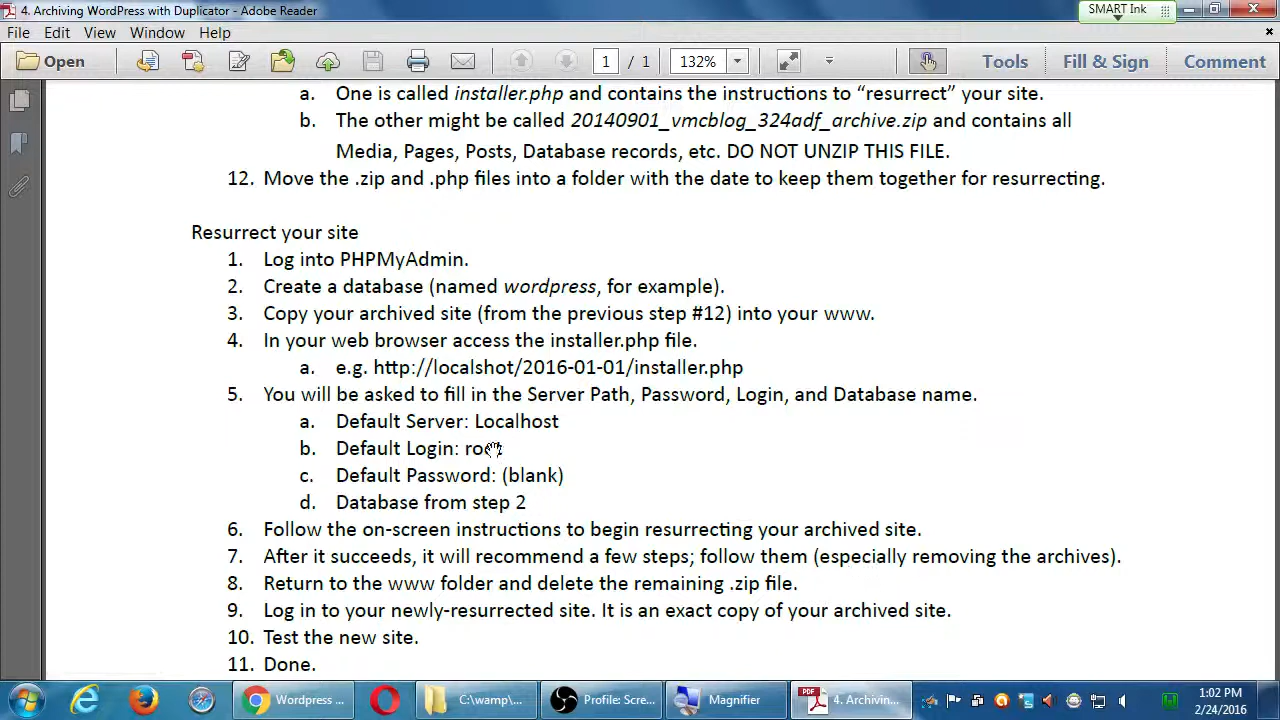 4. Archiving WordPress with Duplicator - Adobe Reader
SMART Ink
File Edit View Window Help
Open 1 / 1 132% Tools Fill & Sign Comment
a. One is called installer.php and contains the instructions to “resurrect” your site.
b. The other might be called 20140901_vmcblog_324adf_archive.zip and contains all
Media, Pages, Posts, Database records, etc. DO NOT UNZIP THIS FILE.
12. Move the .zip and .php files into a folder with the date to keep them together for resurrecting.
Resurrect your site
1. Log into PHPMyAdmin.
2. Create a database (named wordpress, for example).
3. Copy your archived site (from the previous step #12) into your www.
4. In your web browser access the installer.php file.
a. e.g. http://localshot/2016-01-01/installer.php
5. You will be asked to fill in the Server Path, Password, Login, and Database name.
a. Default Server: Localhost
b. Default Login: root
c. Default Password: (blank)
d. Database from step 2
6. Follow the on-screen instructions to begin resurrecting your archived site.
7. After it succeeds, it will recommend a few steps; follow them (especially removing the archives).
8. Return to the www folder and delete the remaining .zip file.
9. Log in to your newly-resurrected site. It is an exact copy of your archived site.
10. Test the new site.
11. Done.
Wordpress ... C:\wamp\... Profile: Scre... Magnifier PDF 4. Archivin... 1:02 PM
2/24/2016